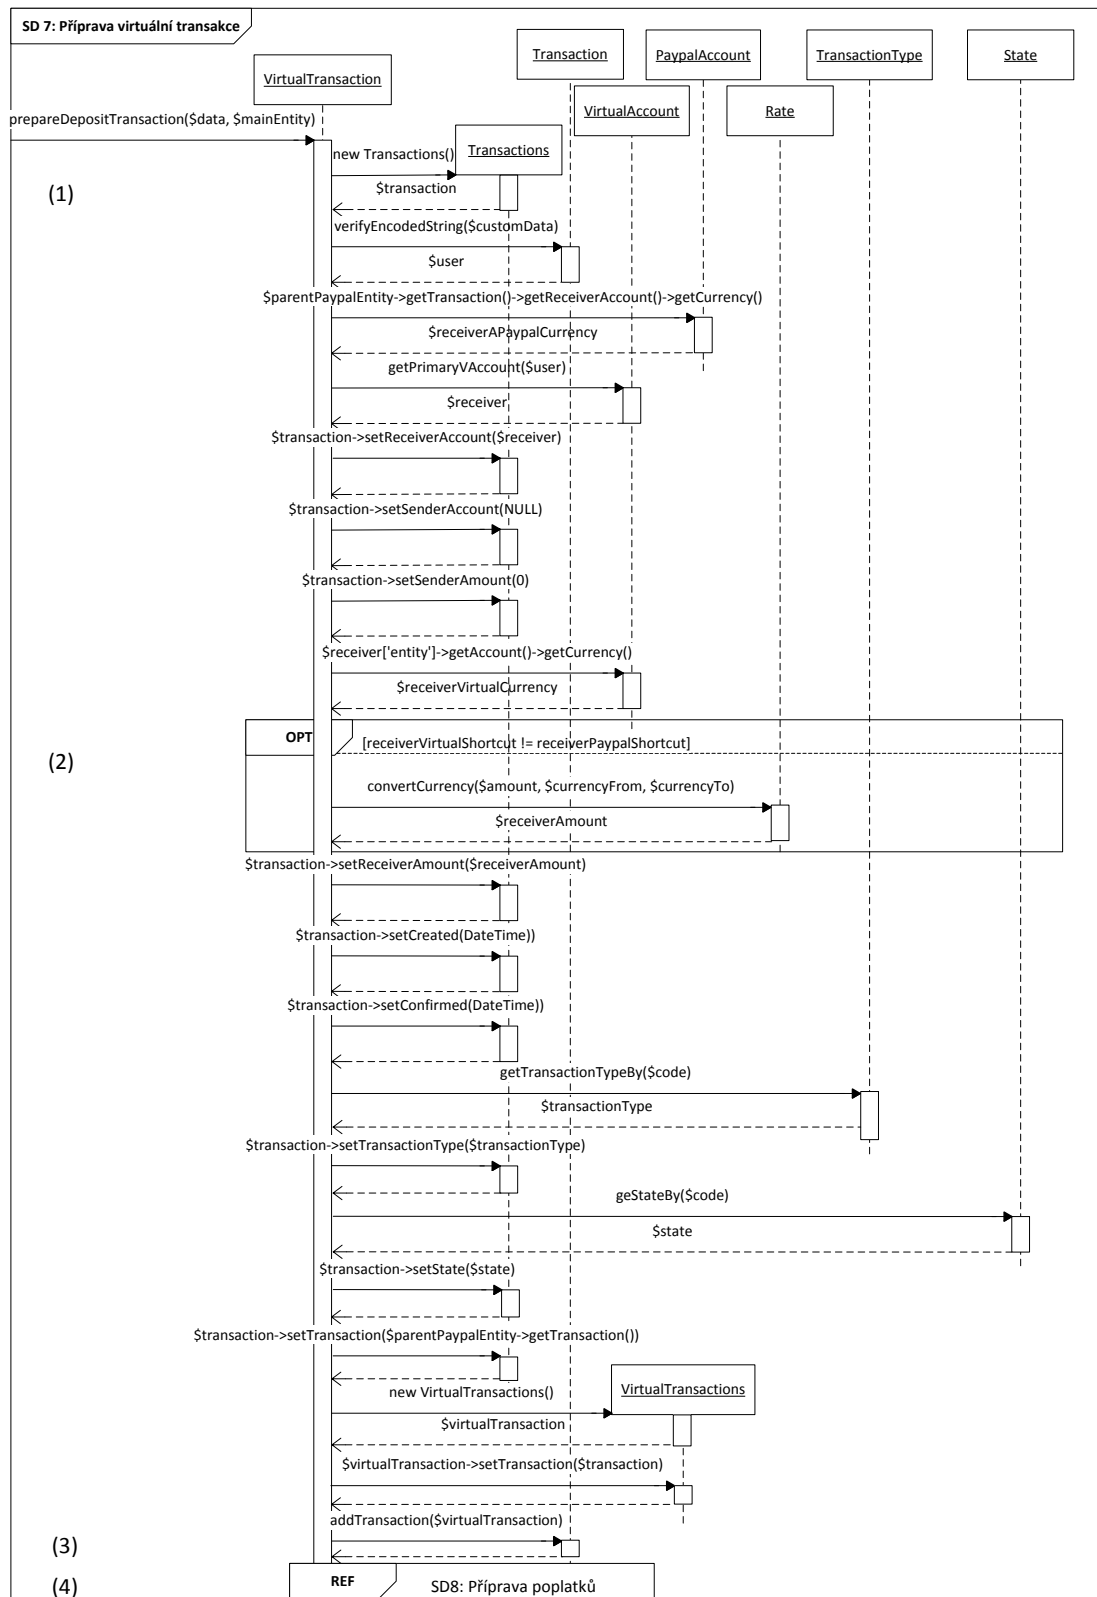 SD 7: Příprava virtuální transakce
Transaction
PaypalAccount
TransactionType
State
VirtualTransaction
VirtualAccount
Rate
prepareDepositTransaction($data, $mainEntity)
Transactions
new Transactions()
(1)
$transaction
verifyEncodedString($customData)
$user
$parentPaypalEntity->getTransaction()->getReceiverAccount()->getCurrency()
$receiverAPaypalCurrency
getPrimaryVAccount($user)
$receiver
$transaction->setReceiverAccount($receiver)
$transaction->setSenderAccount(NULL)
$transaction->setSenderAmount(0)
$receiver['entity']->getAccount()->getCurrency()
$receiverVirtualCurrency
OPT
[receiverVirtualShortcut != receiverPaypalShortcut]
(2)
convertCurrency($amount, $currencyFrom, $currencyTo)
$receiverAmount
$transaction->setReceiverAmount($receiverAmount)
$transaction->setCreated(DateTime))
$transaction->setConfirmed(DateTime))
getTransactionTypeBy($code)
$transactionType
$transaction->setTransactionType($transactionType)
geStateBy($code)
$state
$transaction->setState($state)
$transaction->setTransaction($parentPaypalEntity->getTransaction())
new VirtualTransactions()
VirtualTransactions
$virtualTransaction
$virtualTransaction->setTransaction($transaction)
addTransaction($virtualTransaction)
(3)
REF
SD8: Příprava poplatků
(4)